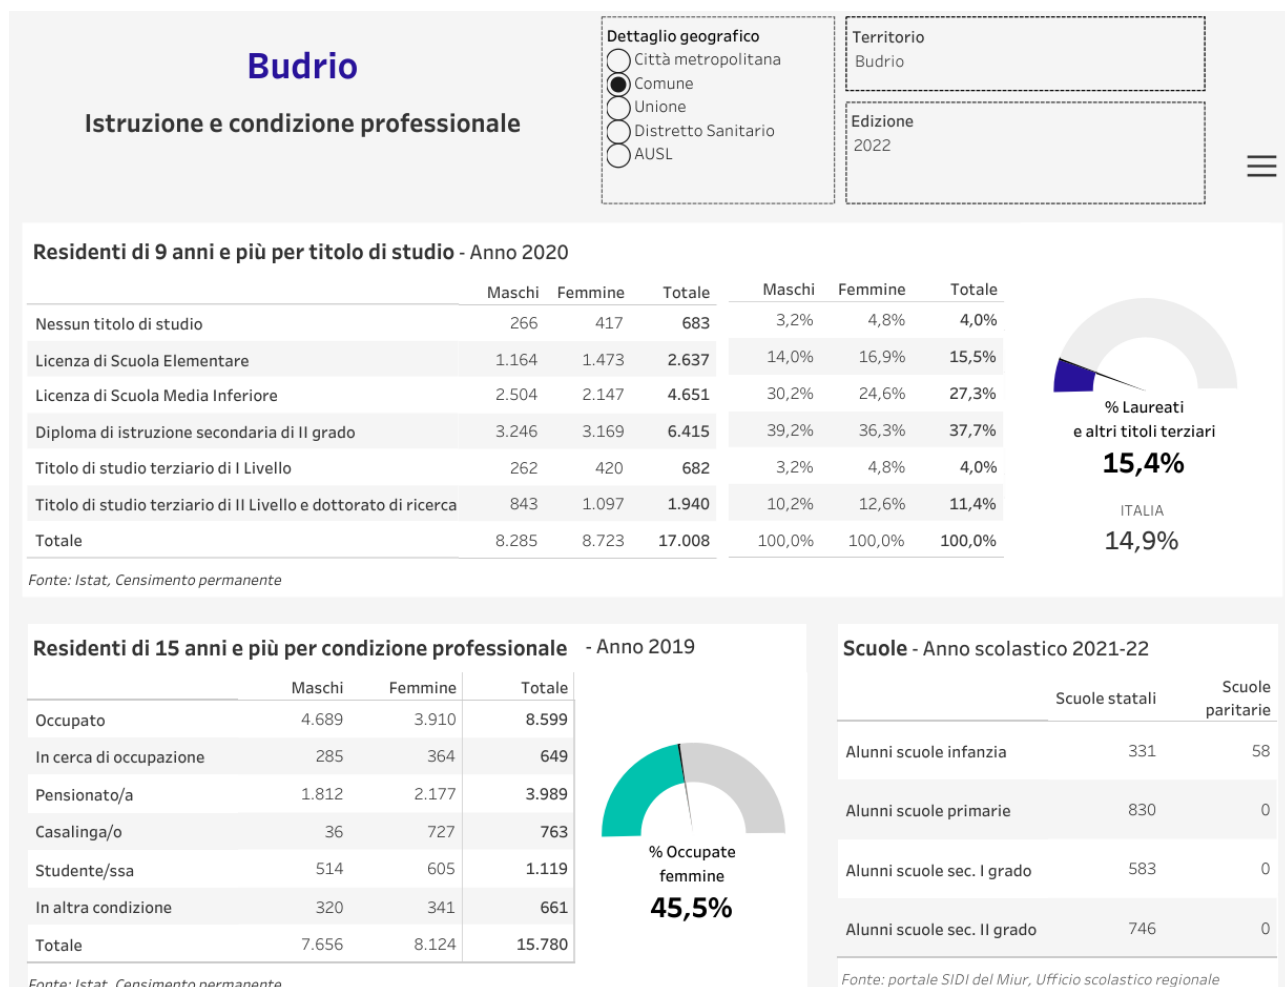 Budrio
Istruzione e condizione professionale
Dettaglio geografico
Città metropolitana
Comune
Unione
Distretto Sanitario
AUSL
Territorio
Budrio
Edizione
2022
Residenti di 9 anni e più per titolo di studio - Anno 2020
Maschi Femmine Totale Maschi Femmine Totale
Nessun titolo di studio 266 417 683 3,2% 4,8% 4,0%
Licenza di Scuola Elementare 1.164 1.473 2.637 14,0% 16,9% 15,5%
Licenza di Scuola Media Inferiore 2.504 2.147 4.651 30,2% 24,6% 27,3%
Diploma di istruzione secondaria di II grado 3.246 3.169 6.415 39,2% 36,3% 37,7%
Titolo di studio terziario di I Livello 262 420 682 3,2% 4,8% 4,0%
Titolo di studio terziario di II Livello e dottorato di ricerca 843 1.097 1.940 10,2% 12,6% 11,4%
Totale 8.285 8.723 17.008 100,0% 100,0% 100,0%
Fonte: Istat, Censimento permanente
% Laureati
e altri titoli terziari
15,4%
ITALIA
14,9%
Residenti di 15 anni e più per condizione professionale - Anno 2019
Maschi Femmine Totale
Occupato 4.689 3.910 8.599
In cerca di occupazione 285 364 649
Pensionato/a 1.812 2.177 3.989
Casalinga/o 36 727 763
Studente/ssa 514 605 1.119
In altra condizione 320 341 661
Totale 7.656 8.124 15.780
Fonte: Istat, Censimento permanente
% Occupate
femmine
45,5%
Scuole - Anno scolastico 2021-22
Scuole statali
Scuole
paritarie
Alunni scuole infanzia 331 58
Alunni scuole primarie 830 0
Alunni scuole sec. I grado 583 0
Alunni scuole sec. II grado 746 0
Fonte: portale SIDI del Miur, Ufficio scolastico regionale